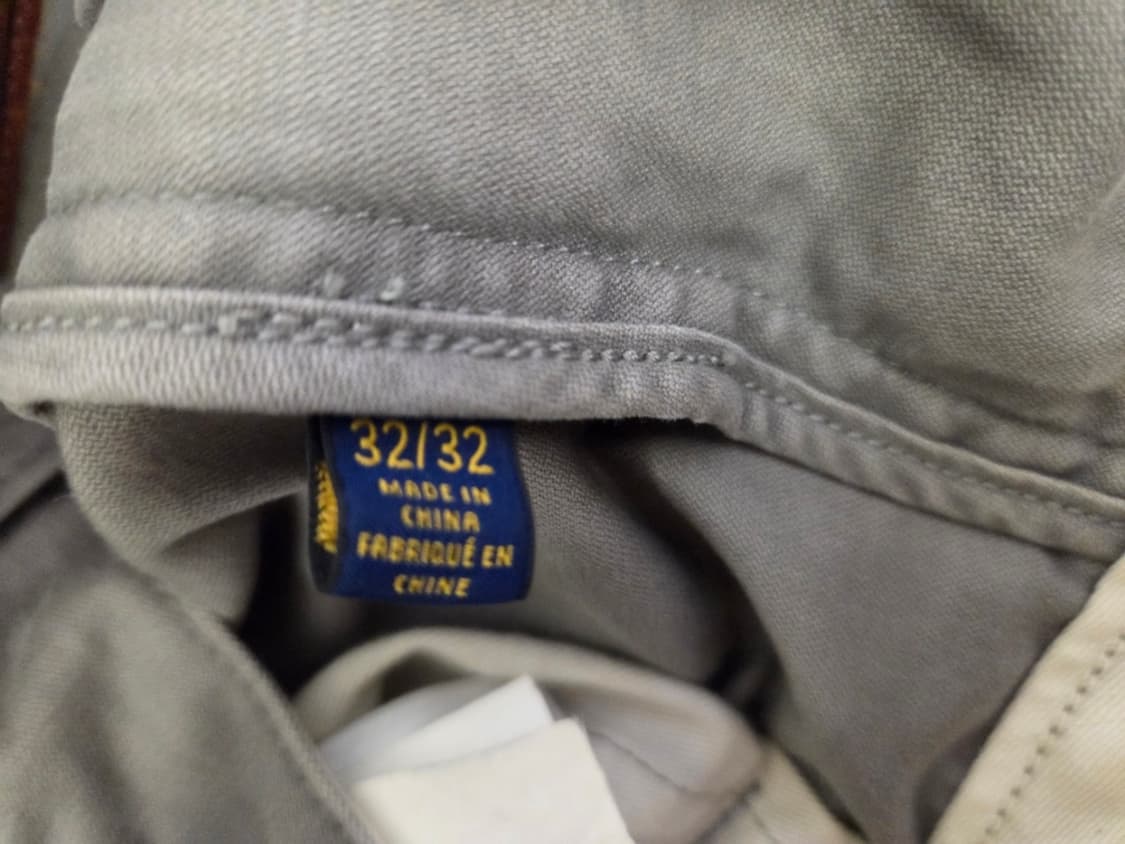 32/32
MADE IN
CHINA
FABRIQUÉ EN
CHINE